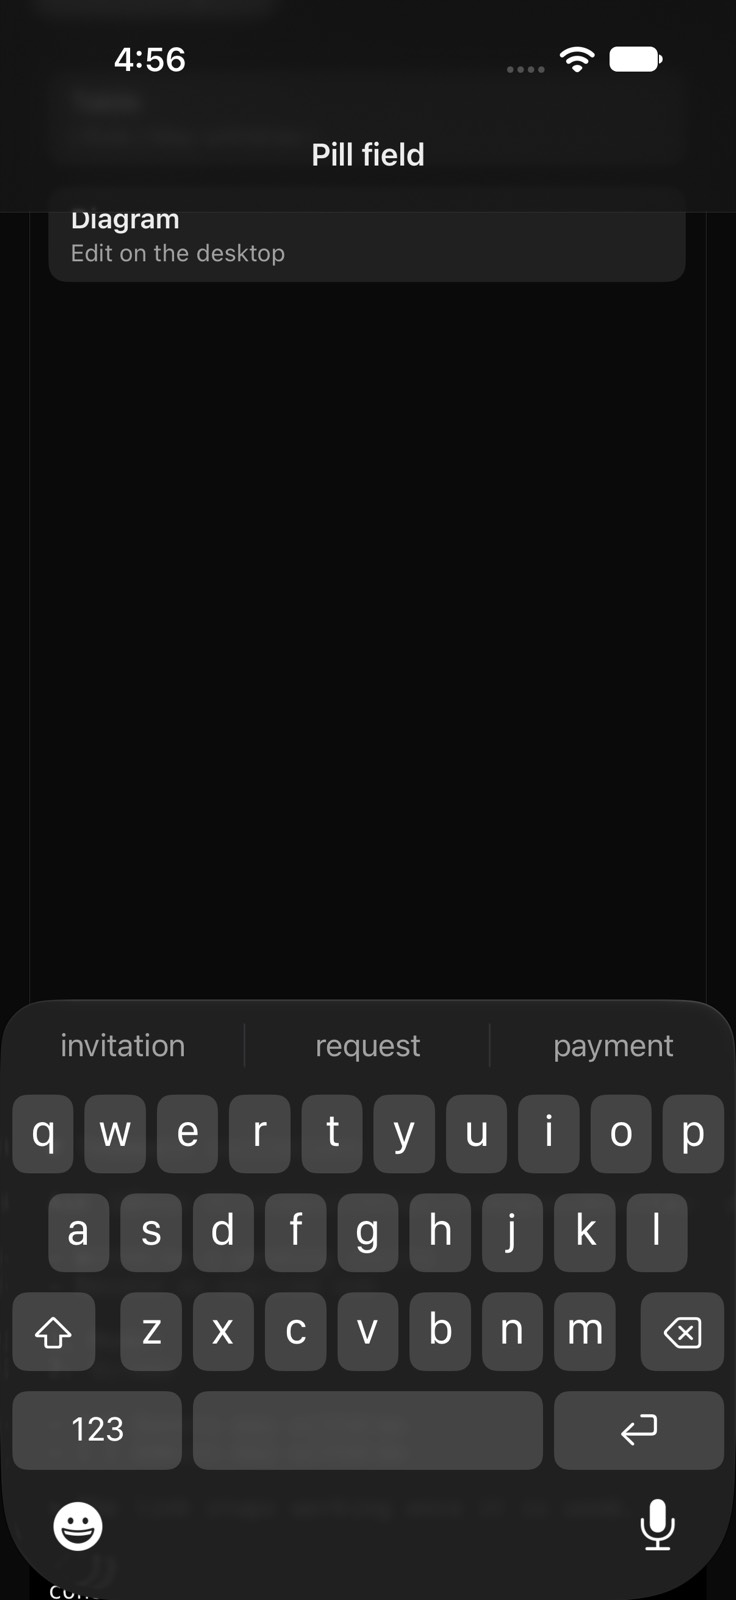 4:56
Pill field
Diagram
Edit on the desktop
invitation request payment
q w e r t y u i o p
a s d f g h j k l
z x c v b n m
123